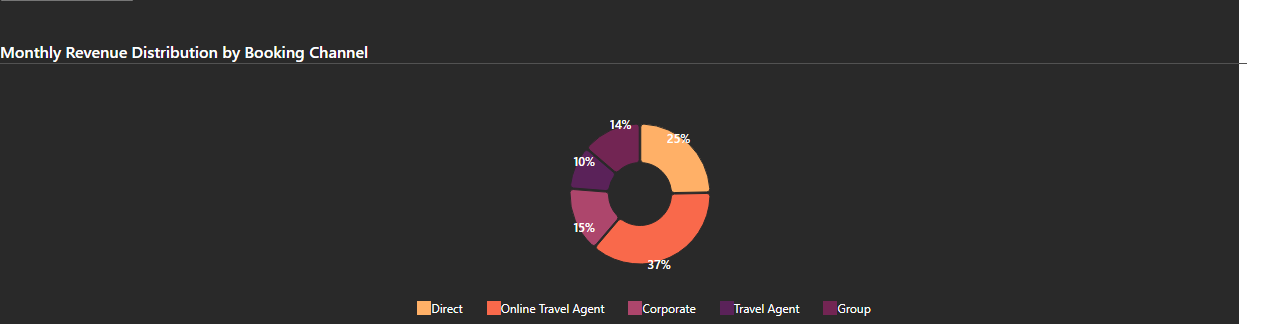 Monthly Revenue Distribution by Booking Channel
14%
25%
10%
15%
37%
Direct Online Travel Agent Corporate Travel Agent Group